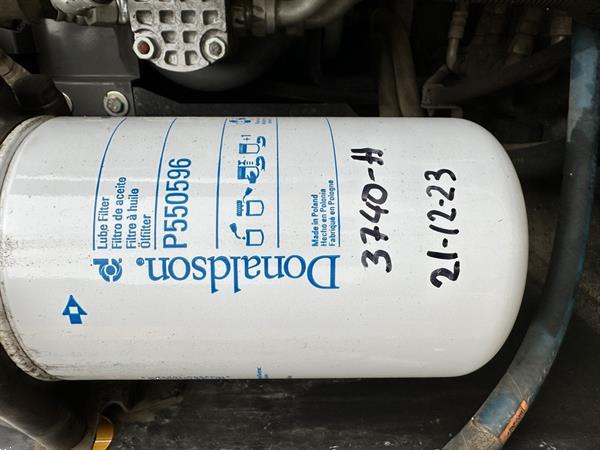 Lube Filter
Filtro de aceite
Filtre à huile
Ölfilter
P550596
+1
Donaldson®
Made in Poland
Hecho en Polonia
Fabriqué en Pologne
3740-H
21-12-23